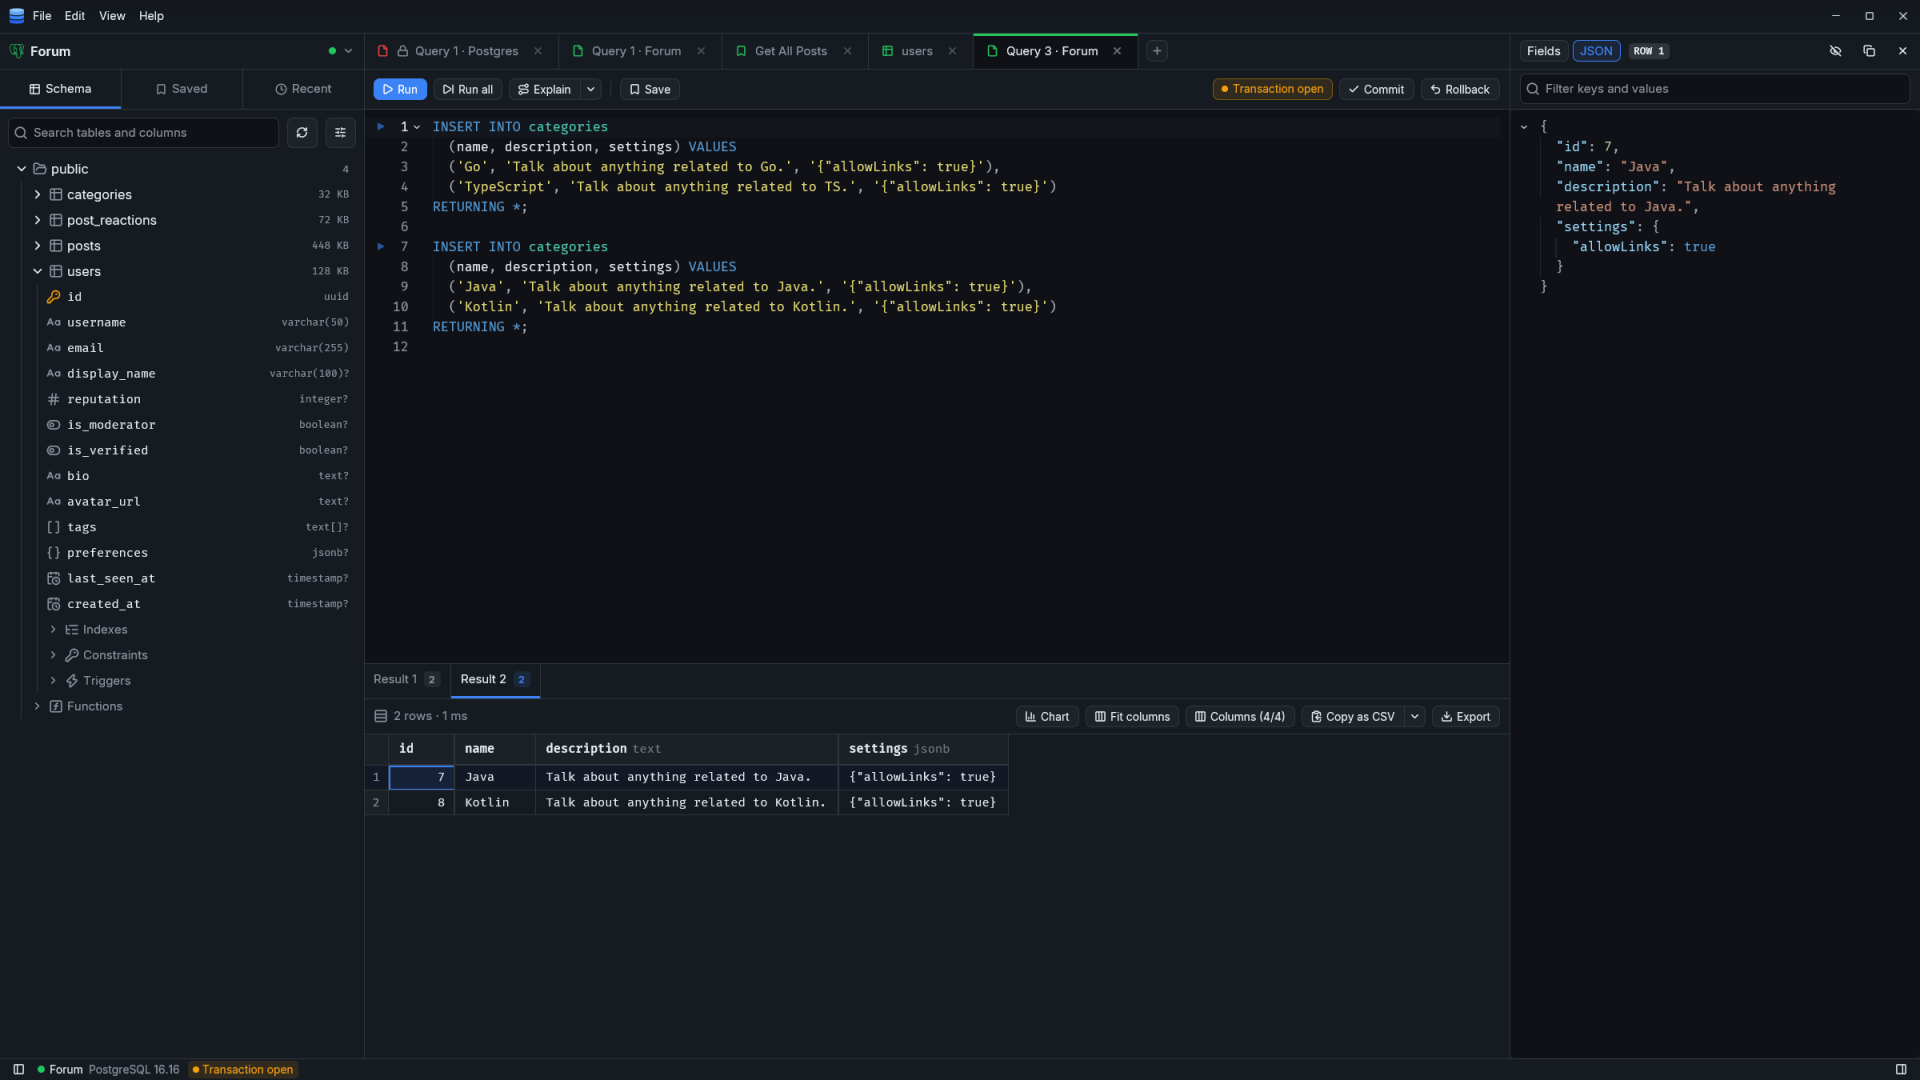 File Edit View Help
Forum
Query 1 · Postgres
Query 1 · Forum
Get All Posts
users
Query 3 · Forum
Fields JSON ROW 1
Schema Saved Recent
Run Run all Explain Save
Transaction open Commit Rollback
Filter keys and values
Search tables and columns
public 4
categories 32 KB
post_reactions 72 KB
posts 448 KB
users 128 KB
id uuid
username varchar(50)
email varchar(255)
display_name varchar(100)?
reputation integer?
is_moderator boolean?
is_verified boolean?
bio text?
avatar_url text?
tags text[]?
preferences jsonb?
last_seen_at timestamp?
created_at timestamp?
Indexes
Constraints
Triggers
Functions
1 INSERT INTO categories
2 (name, description, settings) VALUES
3 ('Go', 'Talk about anything related to Go.', '{"allowLinks": true}'),
4 ('TypeScript', 'Talk about anything related to TS.', '{"allowLinks": true}')
5 RETURNING *;
6
7 INSERT INTO categories
8 (name, description, settings) VALUES
9 ('Java', 'Talk about anything related to Java.', '{"allowLinks": true}'),
10 ('Kotlin', 'Talk about anything related to Kotlin.', '{"allowLinks": true}')
11 RETURNING *;
12
Result 1 2 Result 2 2
2 rows · 1 ms
Chart Fit columns Columns (4/4) Copy as CSV Export
id name description text settings jsonb
1 7 Java Talk about anything related to Java. {"allowLinks": true}
2 8 Kotlin Talk about anything related to Kotlin. {"allowLinks": true}
{
"id": 7,
"name": "Java",
"description": "Talk about anything
related to Java.",
"settings": {
"allowLinks": true
}
}
Forum PostgreSQL 16.16 Transaction open